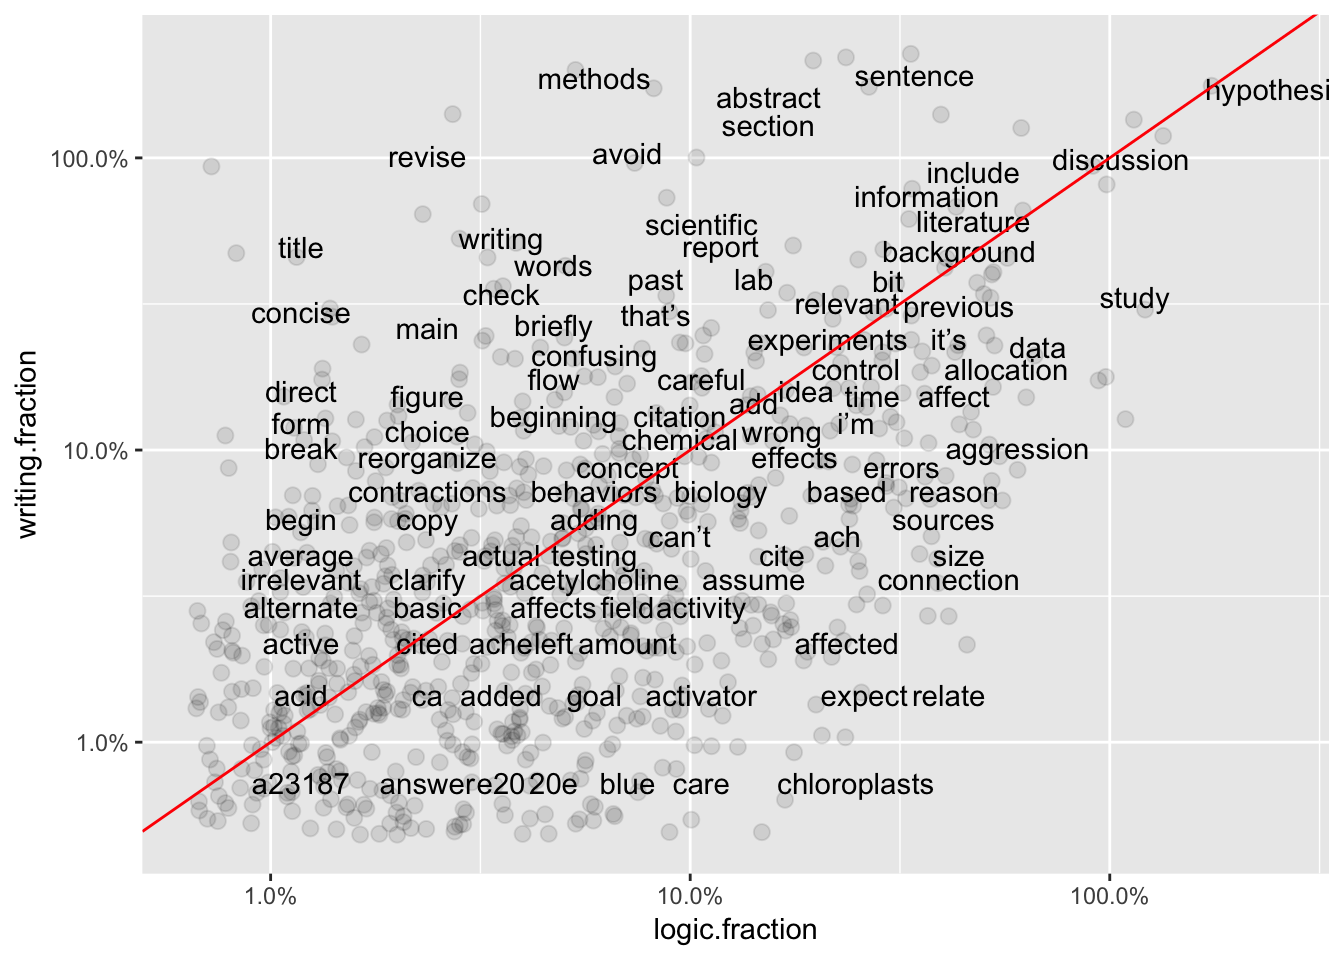 methods
sentence
abstract
hypothesi
section
revise
avoid
100.0%
discussion
include
information
literature
scientific
title
writing
report
background
words
past
lab
bit
check
study
relevant
previous
concise
that's
main
briefly
experiments
it's
data
confusing
flow
careful
control
allocation
direct
figure
add
idea
time
affect
form
beginning
citation
i'm
choice
chemical
wrong
10.0%
break
reorganize
effects
aggression
concept
errors
contractions
behaviors
biology
based
reason
begin
copy
adding
sources
can't
ach
average
actual
testing
cite
size
irrelevant
clarify
acetylcholine
assume
connection
alternate
basic
affects
field
activity
active
cited
ache
left
amount
affected
acid
ca
added
goal
activator
expect
relate
1.0%
a23187
answere
2020e
blue
care
chloroplasts
1.0%
10.0%
100.0%
logic.fraction
writing.fraction